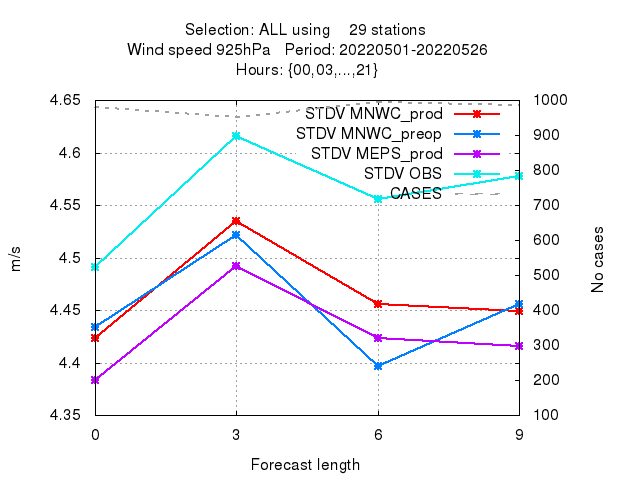 Selection: ALL using    29 stations
Wind speed 925hPa   Period: 20220501-20220526
Hours: {00,03,...,21}
4.65
4.6
4.55
4.5
4.45
4.4
4.35
m/s
STDV MNWC_prod
STDV MNWC_preop
STDV MEPS_prod
STDV OBS
CASES
1000
900
800
700
600
500
400
300
200
100
No cases
0 3 6 9
Forecast length